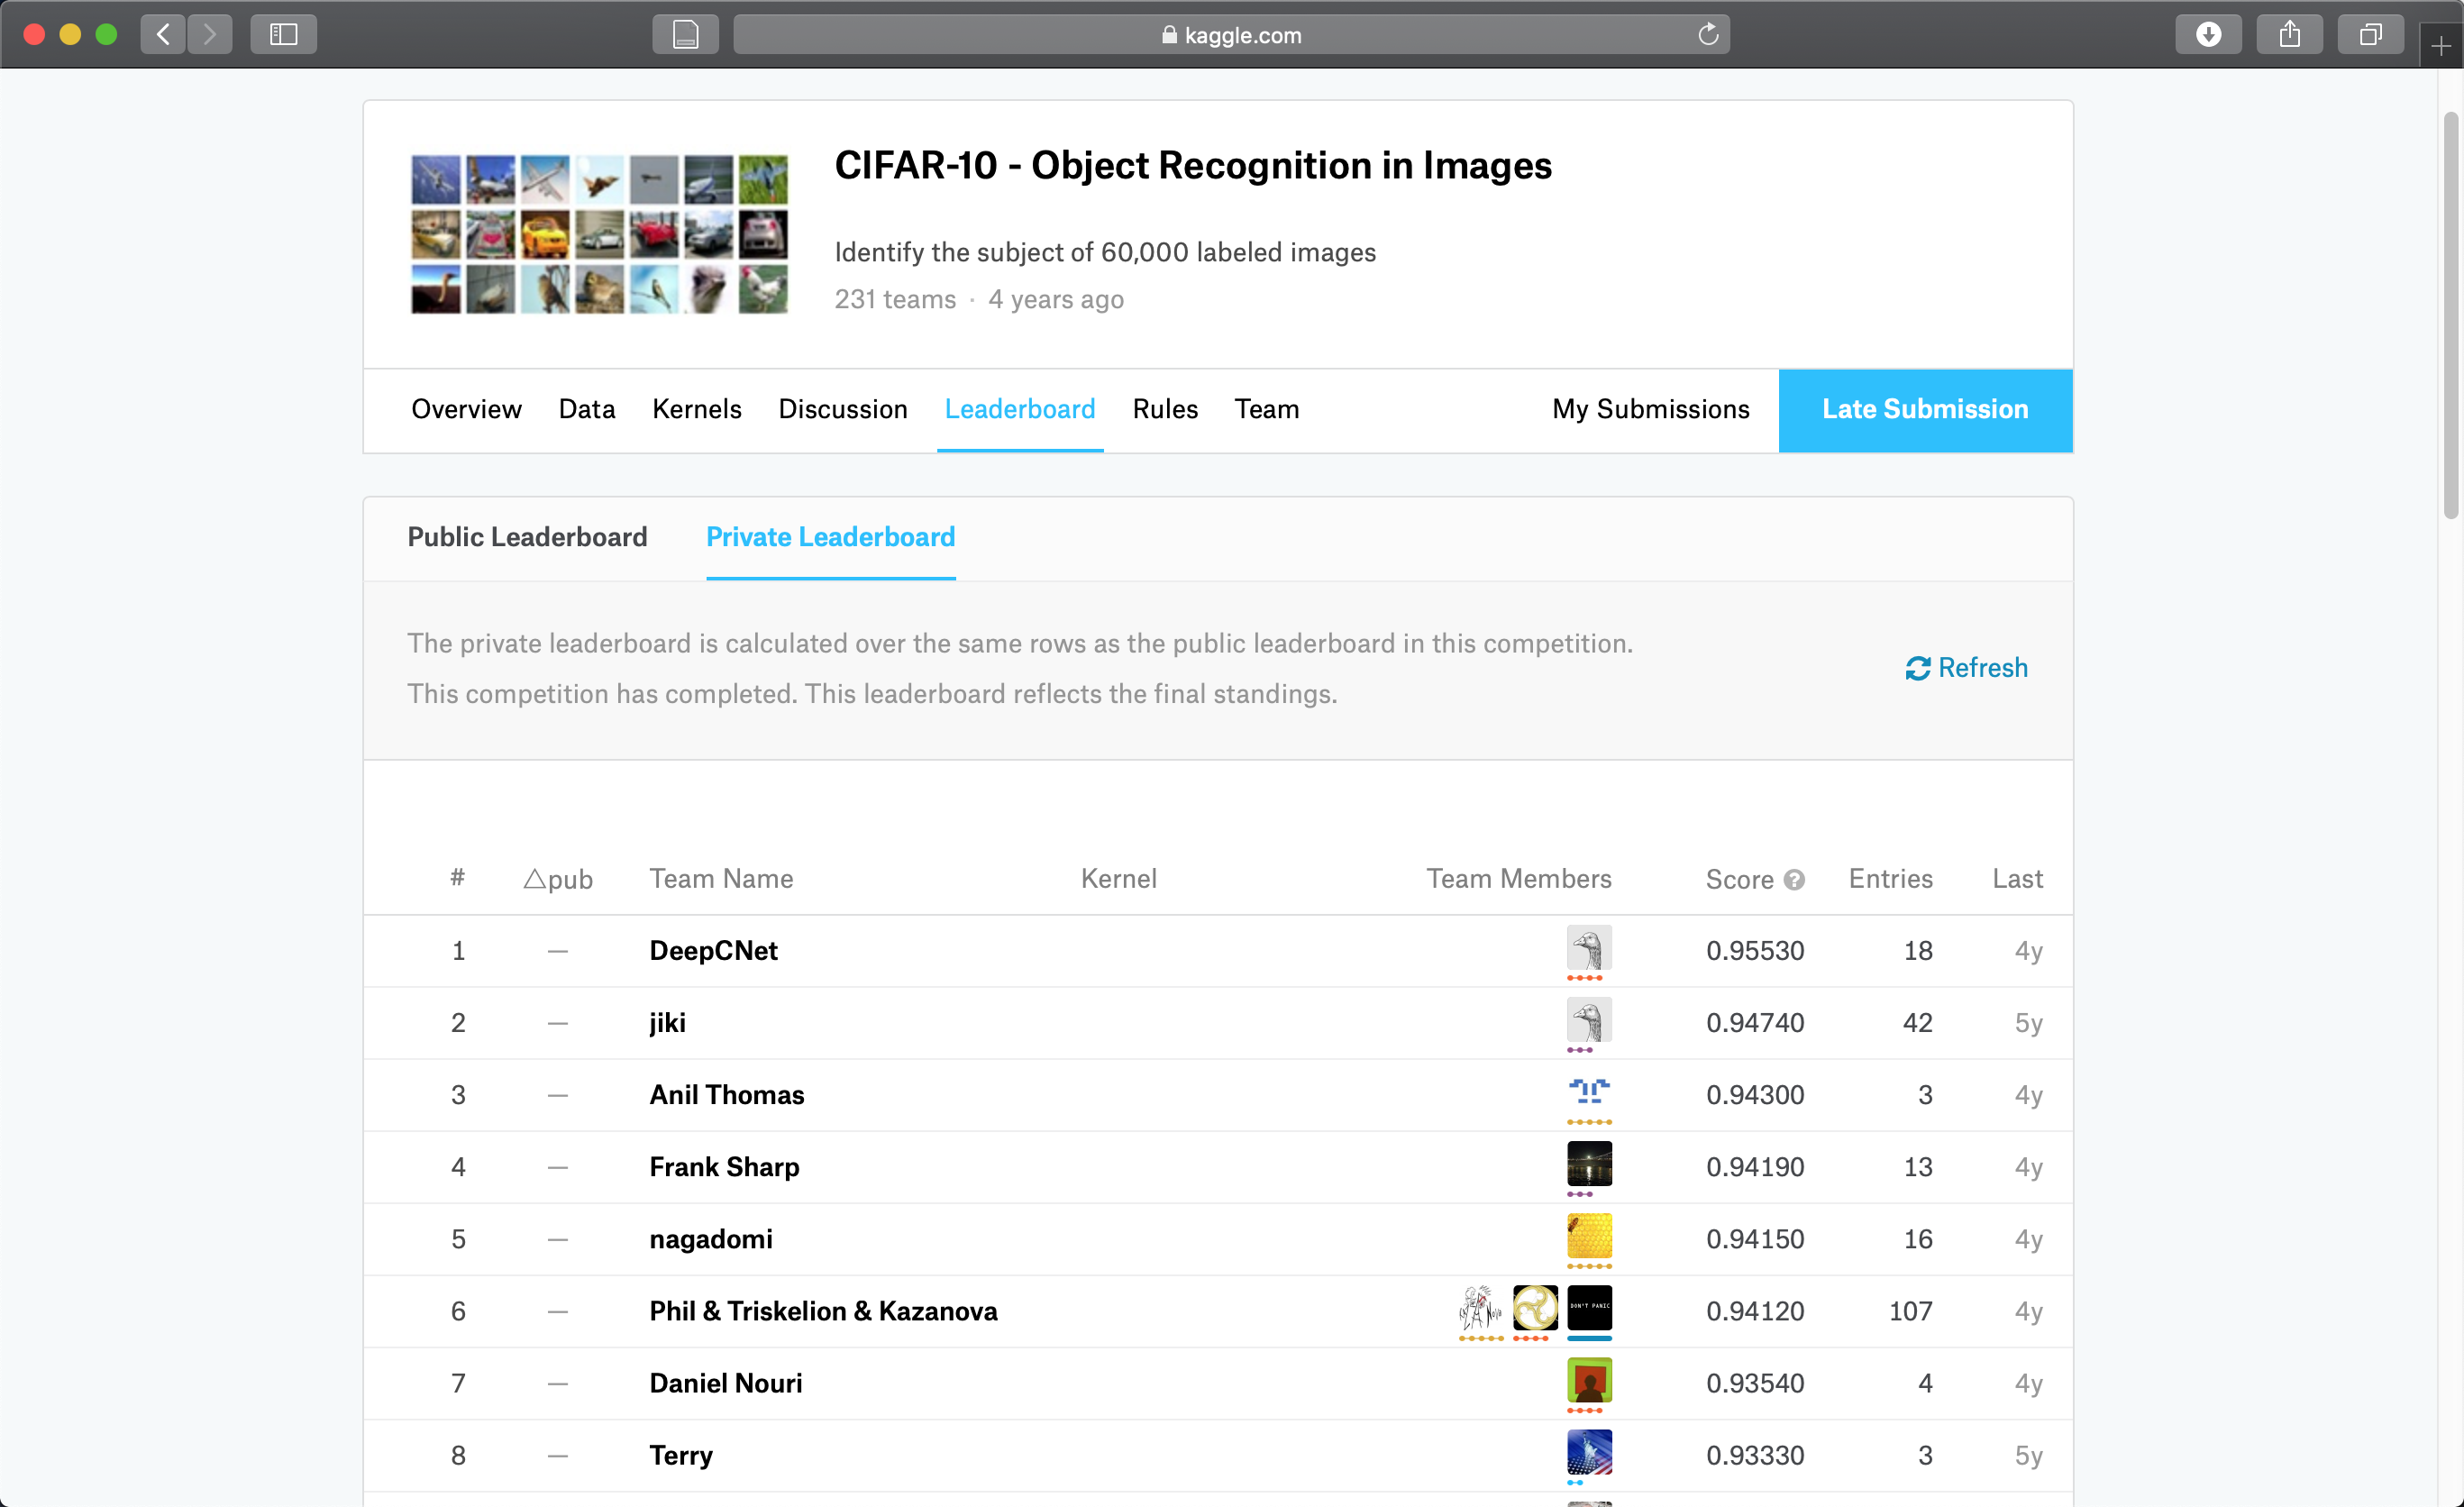 kaggle.com
CIFAR-10 - Object Recognition in Images
Identify the subject of 60,000 labeled images
231 teams · 4 years ago
Overview Data Kernels Discussion Leaderboard Rules Team My Submissions Late Submission
Public Leaderboard Private Leaderboard
The private leaderboard is calculated over the same rows as the public leaderboard in this competition.
This competition has completed. This leaderboard reflects the final standings.
Refresh
# △pub Team Name Kernel Team Members Score ? Entries Last
1 — DeepCNet 0.95530 18 4y
2 — jiki 0.94740 42 5y
3 — Anil Thomas 0.94300 3 4y
4 — Frank Sharp 0.94190 13 4y
5 — nagadomi 0.94150 16 4y
6 — Phil & Triskelion & Kazanova DON'T PANIC 0.94120 107 4y
7 — Daniel Nouri 0.93540 4 4y
8 — Terry 0.93330 3 5y